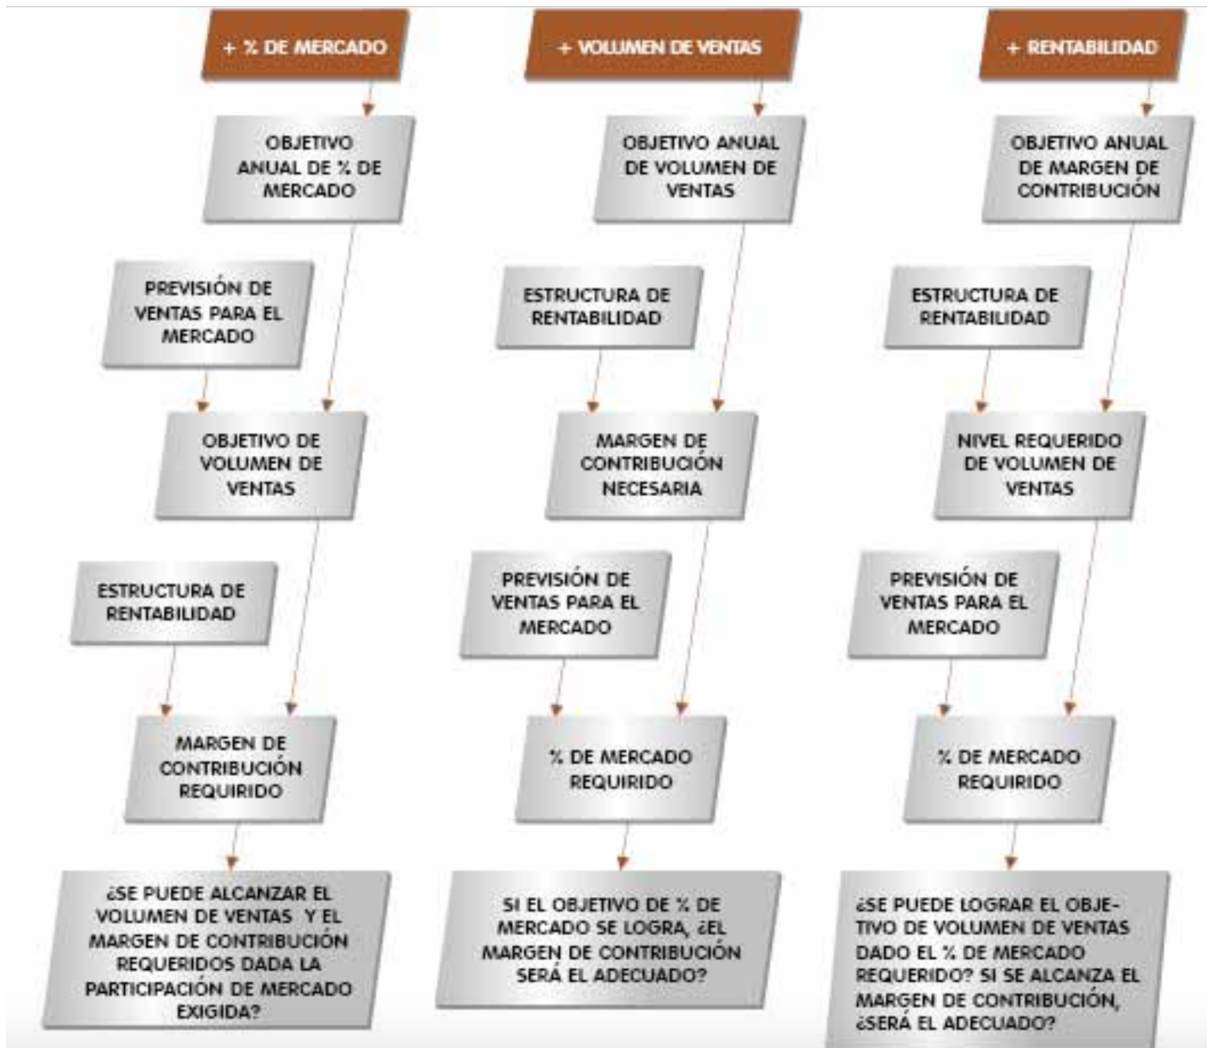 + % DE MERCADO
OBJETIVO
ANUAL DE % DE
MERCADO
PREVISIÓN DE
VENTAS PARA EL
MERCADO
OBJETIVO DE
VOLUMEN DE
VENTAS
ESTRUCTURA DE
RENTABILIDAD
MARGEN DE
CONTRIBUCIÓN
REQUIRIDO
¿SE PUEDE ALCANZAR EL
VOLUMEN DE VENTAS Y EL
MARGEN DE CONTRIBUCIÓN
REQUERIDOS DADA LA
PARTICIPACIÓN DE MERCADO
EXIGIDA?
+ VOLUMEN DE VENTAS
OBJETIVO ANUAL
DE VOLUMEN DE
VENTAS
ESTRUCTURA DE
RENTABILIDAD
MARGEN DE
CONTRIBUCIÓN
NECESARIA
PREVISIÓN DE
VENTAS PARA EL
MERCADO
% DE MERCADO
REQUIRIDO
SI EL OBJETIVO DE % DE
MERCADO SE LOGRA, ¿EL
MARGEN DE CONTRIBUCIÓN
SERÁ EL ADECUADO?
+ RENTABILIDAD
OBJETIVO ANUAL
DE MARGEN DE
CONTRIBUCIÓN
ESTRUCTURA DE
RENTABILIDAD
NIVEL REQUERIDO
DE VOLUMEN DE
VENTAS
PREVISIÓN DE
VENTAS PARA EL
MERCADO
% DE MERCADO
REQUIRIDO
¿SE PUEDE LOGRAR EL OBJE-
TIVO DE VOLUMEN DE VENTAS
DADO EL % DE MERCADO
REQUERIDO? SI SE ALCANZA EL
MARGEN DE CONTRIBUCIÓN,
¿SERÁ EL ADECUADO?